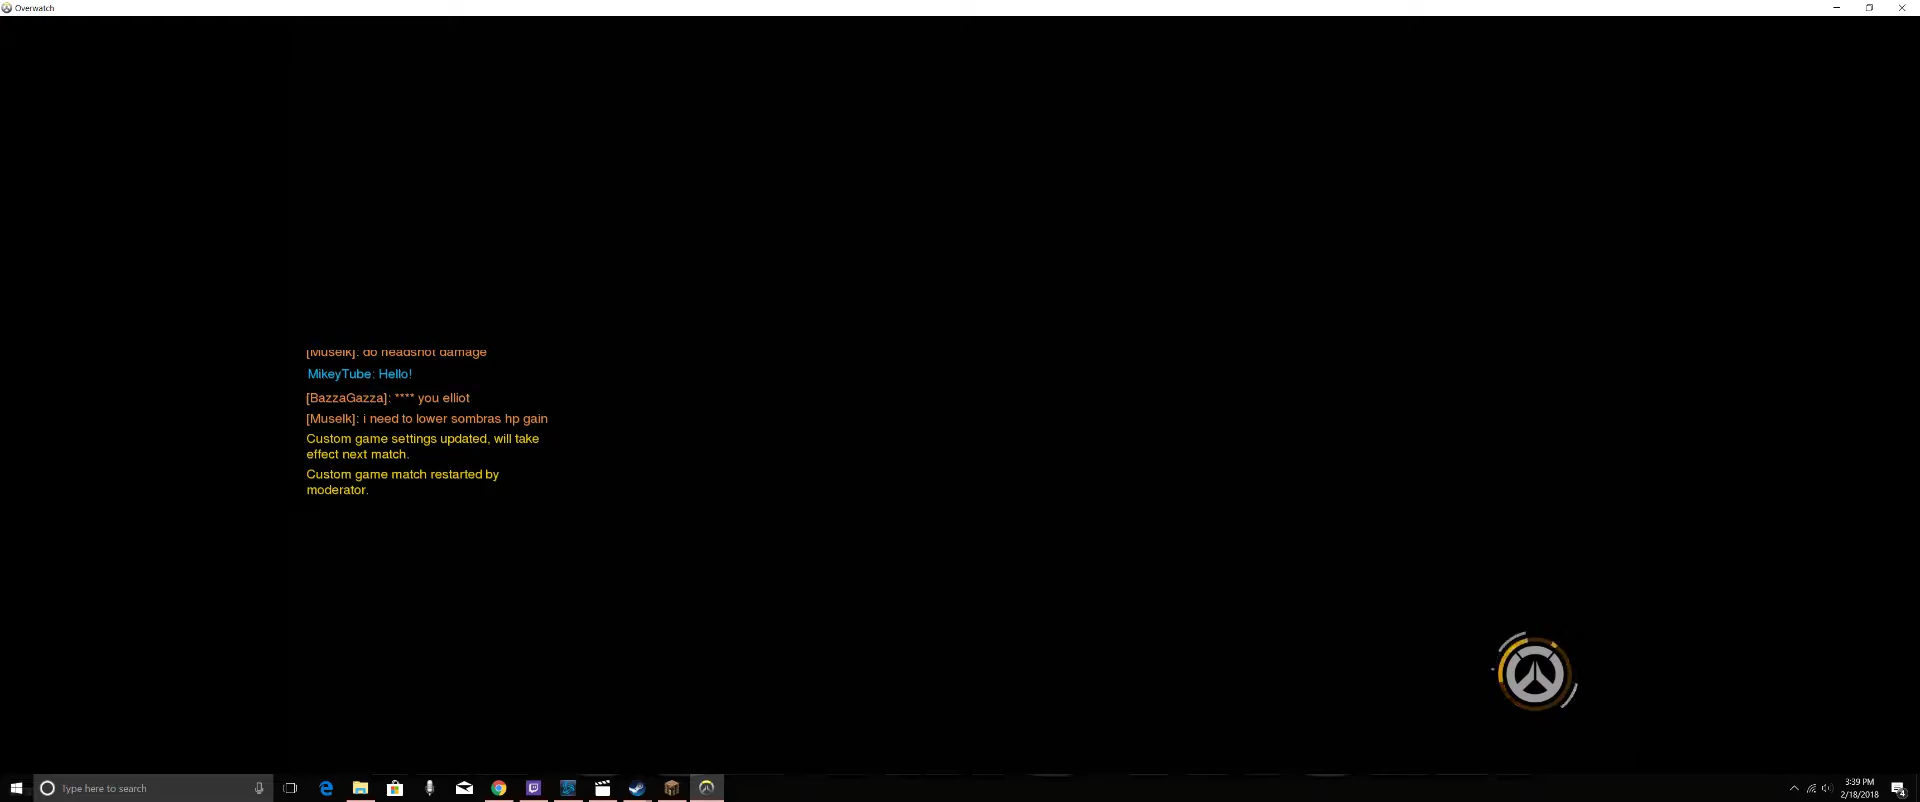 Overwatch
[Muselk]: do headshot damage
MikeyTube: Hello!
[BazzaGazza]: **** you elliot
[Muselk]: i need to lower sombras hp gain
Custom game settings updated, will take
effect next match.
Custom game match restarted by
moderator.
Type here to search
3:39 PM
2/18/2018
4